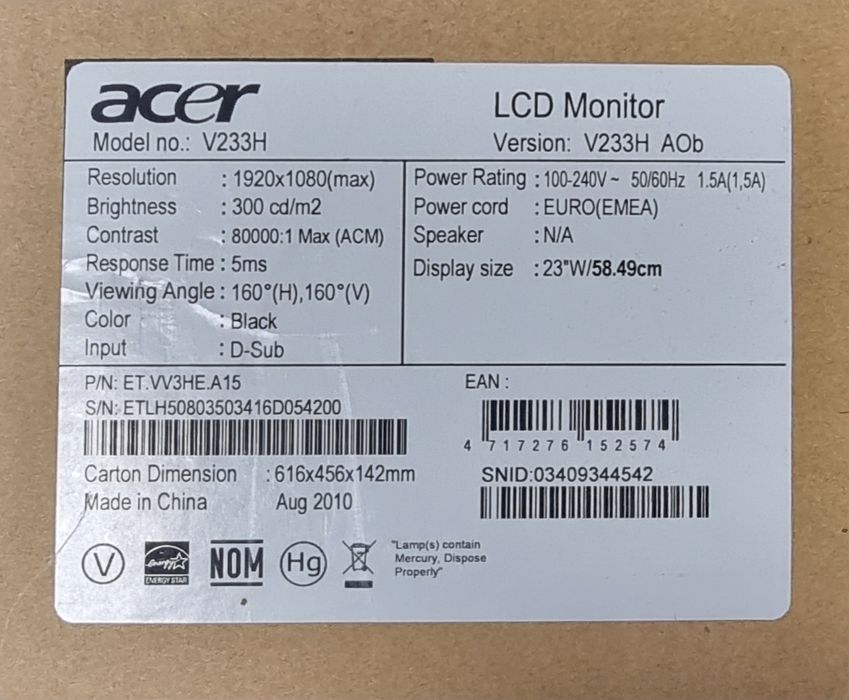 acer
LCD Monitor
Model no.: V233H
Version: V233H AOb
Resolution : 1920x1080(max)
Brightness : 300 cd/m2
Contrast : 80000:1 Max (ACM)
Response Time : 5ms
Viewing Angle : 160°(H),160°(V)
Color : Black
Input : D-Sub
Power Rating : 100-240V~ 50/60Hz 1.5A(1,5A)
Power cord : EURO(EMEA)
Speaker : N/A
Display size : 23"W/58.49cm
P/N: ET.VV3HE.A15
S/N: ETLH50803503416D054200
Carton Dimension : 616x456x142mm
Made in China Aug 2010
EAN :
4 717276 152574
SNID:03409344542
V
energy
ENERGY STAR
NOM
Hg
"Lamp(s) contain
Mercury, Dispose
Properly"